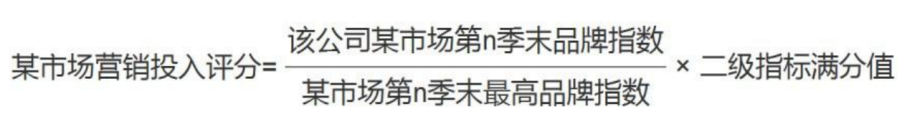 该公司某市场第n季末品牌指数
某市场营销投入评分= × 二级指标满分值
某市场第n季末最高品牌指数